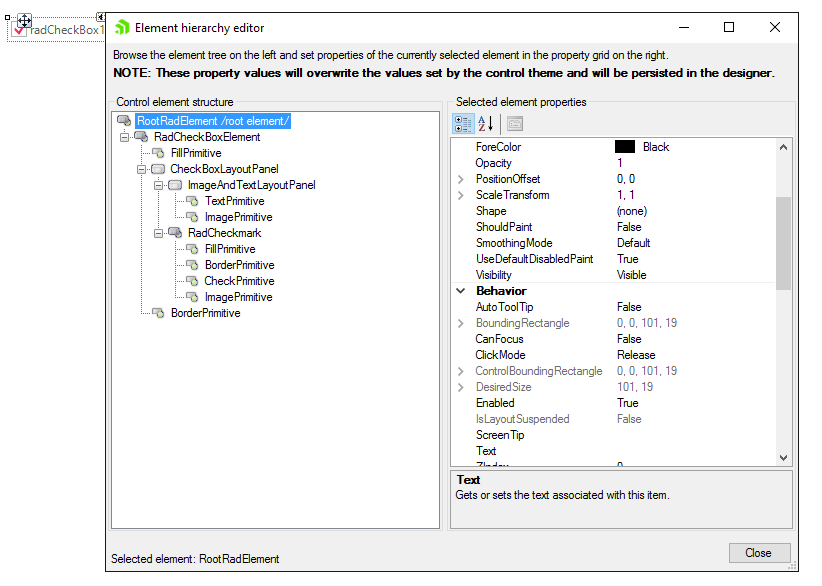 radCheckBox1
Element hierarchy editor
Browse the element tree on the left and set properties of the currently selected element in the property grid on the right.
NOTE: These property values will overwrite the values set by the control theme and will be persisted in the designer.
Control element structure
RootRadElement /root element/
RadCheckBoxElement
FillPrimitive
CheckBoxLayoutPanel
ImageAndTextLayoutPanel
TextPrimitive
ImagePrimitive
RadCheckmark
FillPrimitive
BorderPrimitive
CheckPrimitive
ImagePrimitive
BorderPrimitive
Selected element: RootRadElement
Selected element properties
ForeColor Black
Opacity 1
PositionOffset 0, 0
ScaleTransform 1, 1
Shape (none)
ShouldPaint False
SmoothingMode Default
UseDefaultDisabledPaint True
Visibility Visible
Behavior
AutoToolTip False
BoundingRectangle 0, 0, 101, 19
CanFocus False
ClickMode Release
ControlBoundingRectangle 0, 0, 101, 19
DesiredSize 101, 19
Enabled True
IsLayoutSuspended False
ScreenTip
Text
ZIndex 0
Text
Gets or sets the text associated with this item.
Close